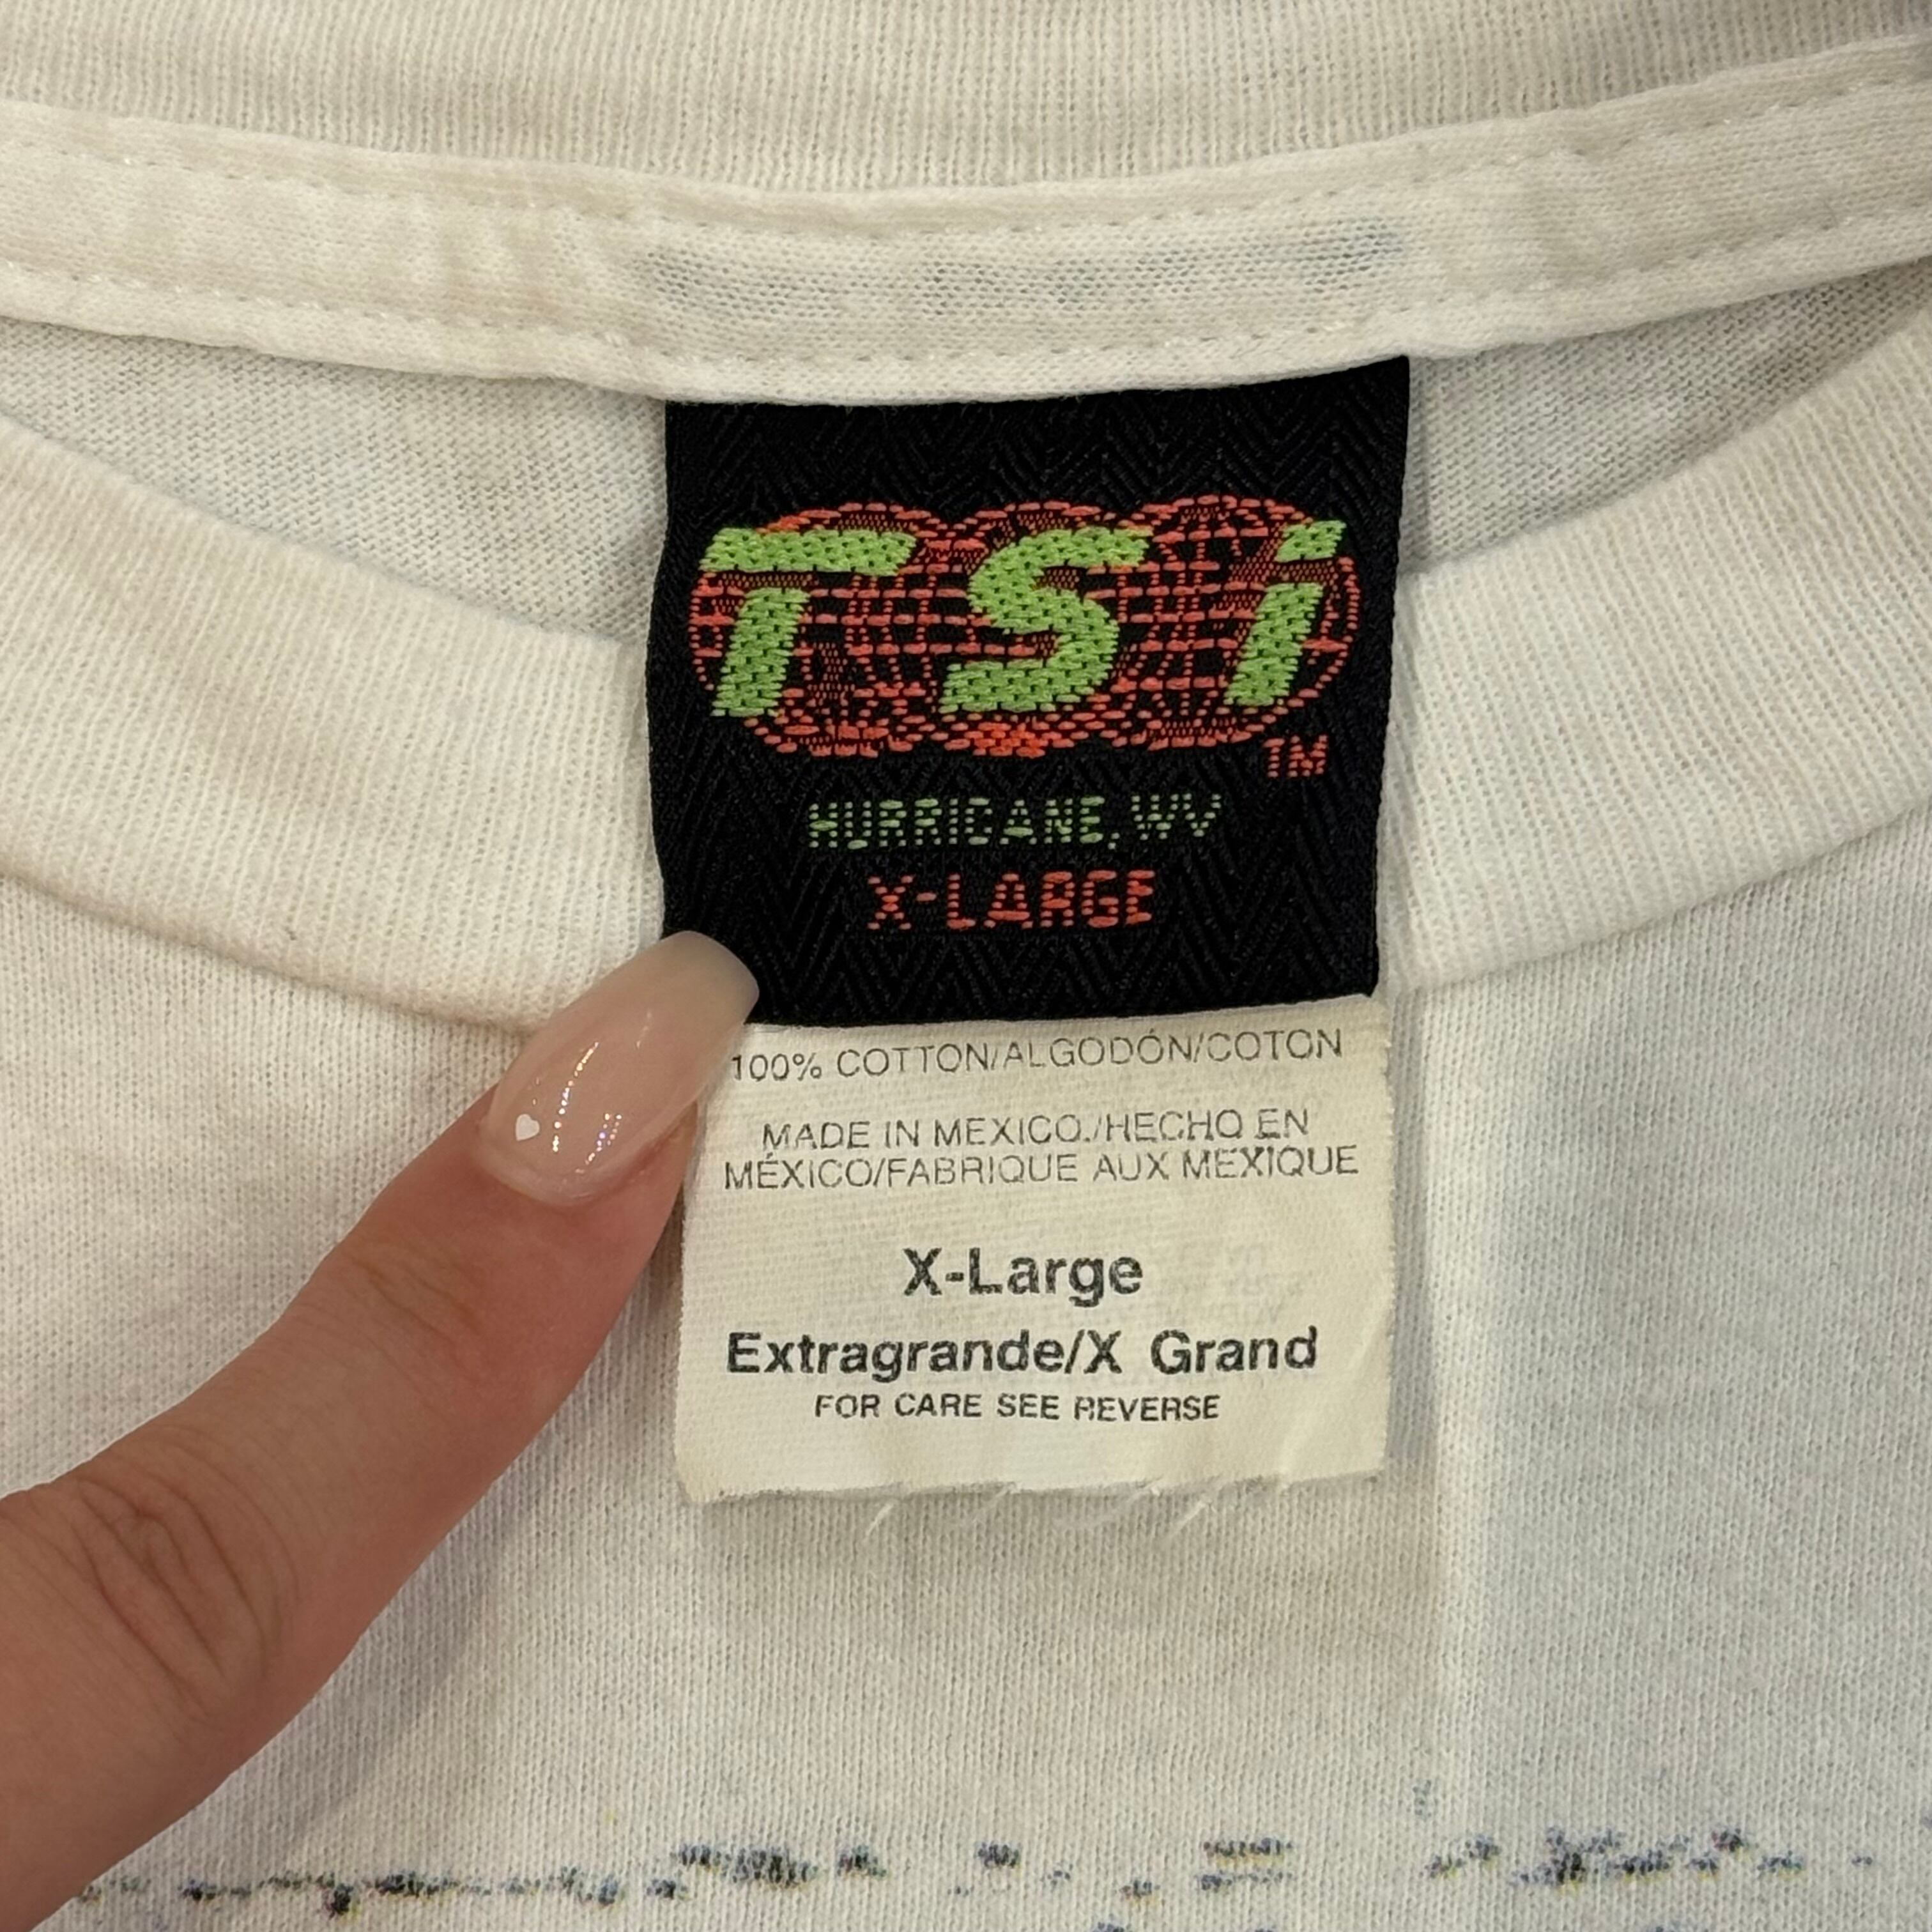 TSi
TM
HURRICANE, WV
X-LARGE
100% COTTON/ALGODÓN/COTON
MADE IN MEXICO./HECHO EN
MÉXICO/FABRIQUE AUX MEXIQUE
X-Large
Extragrande/X Grand
FOR CARE SEE REVERSE